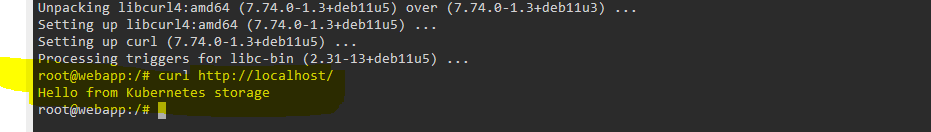 Unpacking libcurl4:amd64 (7.74.0-1.3+deb11u5) over (7.74.0-1.3+deb11u3) ...
Setting up libcurl4:amd64 (7.74.0-1.3+deb11u5) ...
Setting up curl (7.74.0-1.3+deb11u5) ...
Processing triggers for libc-bin (2.31-13+deb11u5) ...
root@webapp:/# curl http://localhost/
Hello from Kubernetes storage
root@webapp:/#